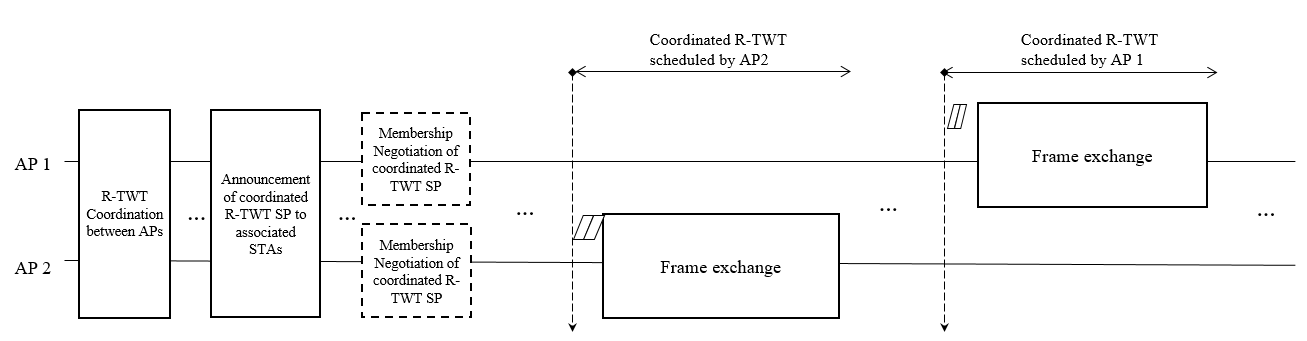 Coordinated R-TWT
scheduled by AP2
Coordinated R-TWT
scheduled by AP 1
AP 1
AP 2
R-TWT
Coordination
between APs
...
Announcement
of coordinated
R-TWT SP to
associated
STAs
...
Membership
Negotiation of
coordinated R-
TWT SP
Membership
Negotiation of
coordinated R-
TWT SP
...
Frame exchange
...
Frame exchange
...